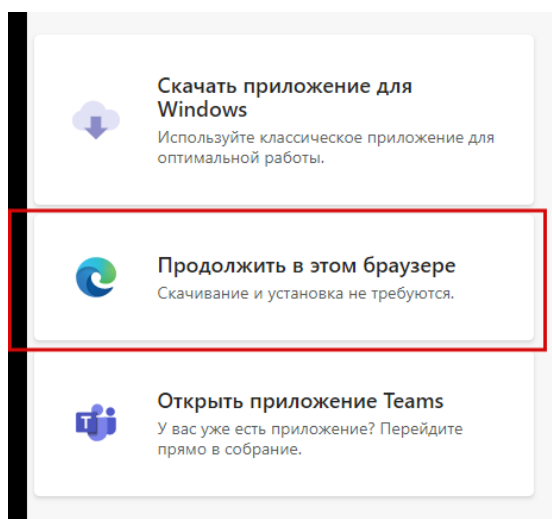 Скачать приложение для
Windows
Используйте классическое приложение для
оптимальной работы.
Продолжить в этом браузере
Скачивание и установка не требуются.
Открыть приложение Teams
У вас уже есть приложение? Перейдите
прямо в собрание.